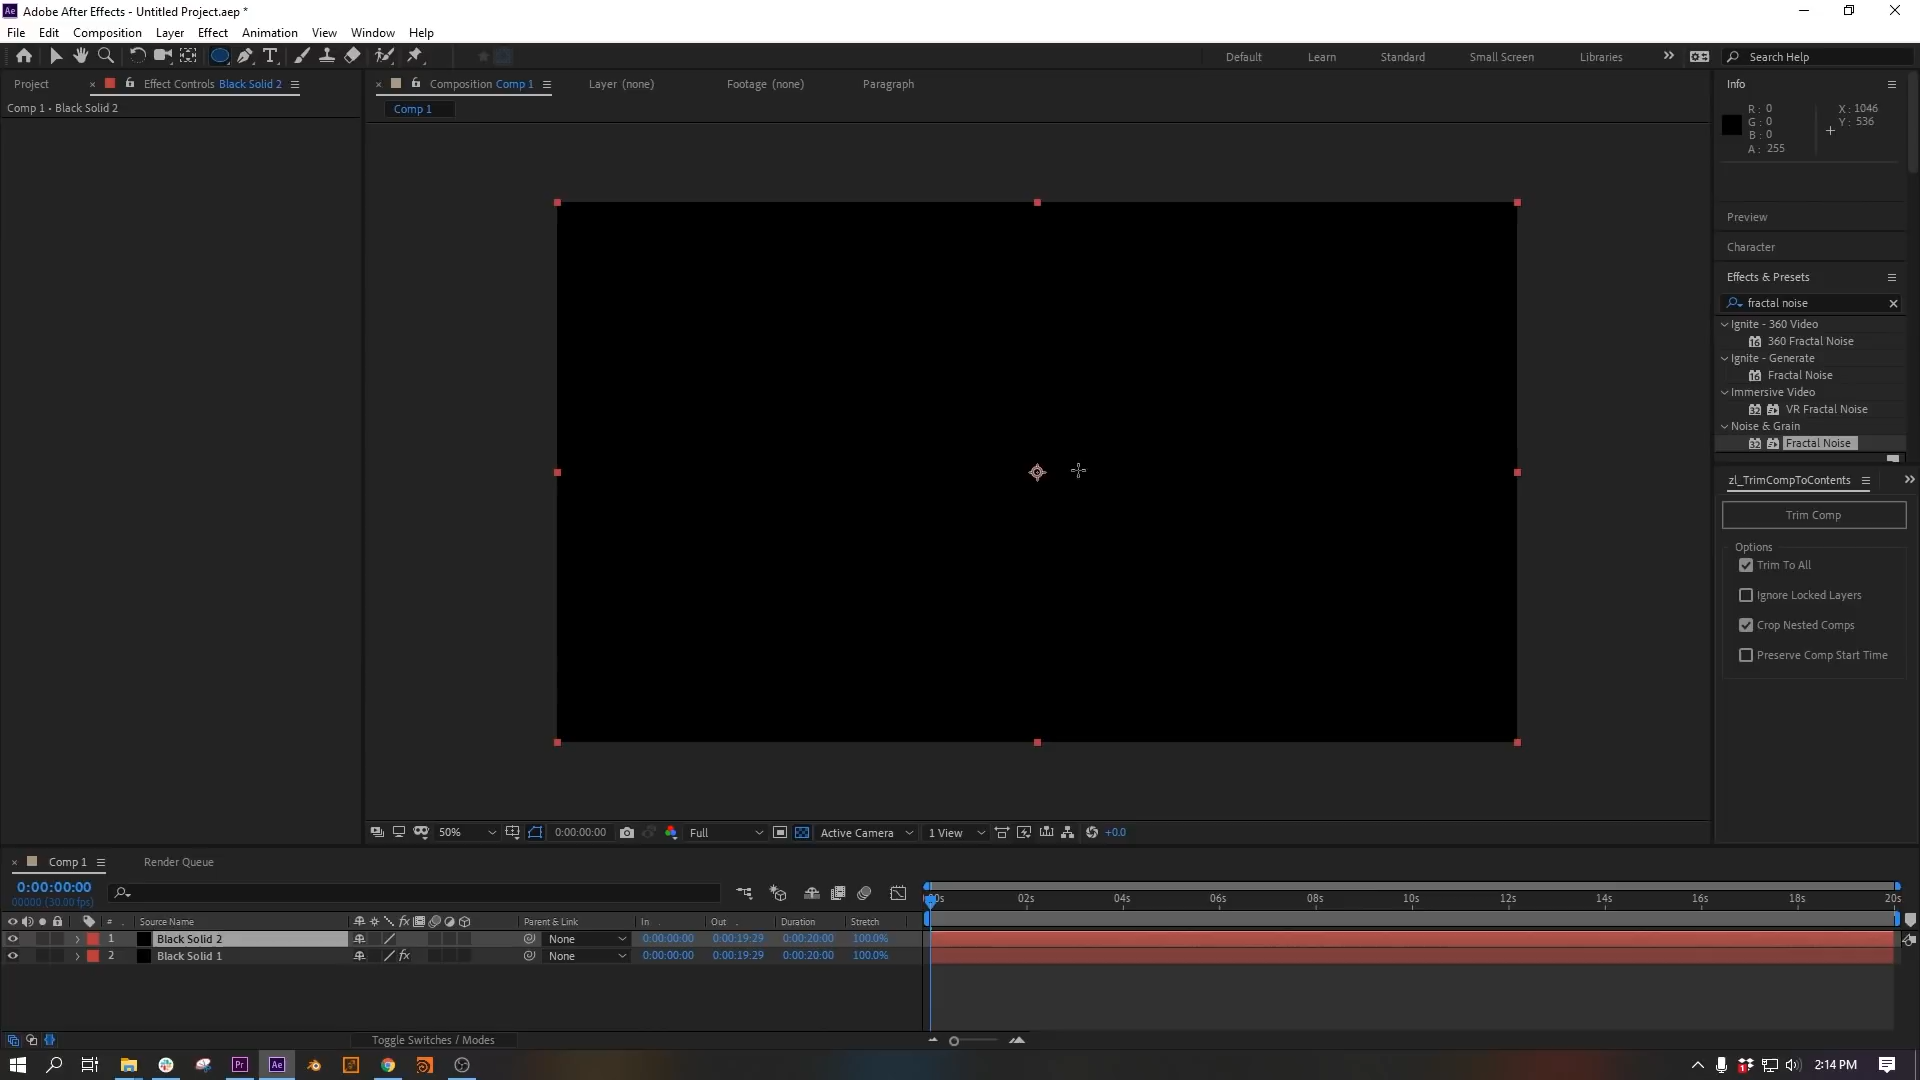 Adobe After Effects - Untitled Project.aep *
File Edit Composition Layer Effect Animation View Window Help
Default Learn Standard Small Screen Libraries Search Help
Project Effect Controls Black Solid 2 Composition Comp 1 Layer (none) Footage (none) Paragraph Info
Comp 1 • Black Solid 2
Comp 1
R: 0 X: 1046
G: 0 Y: 536
B: 0
A: 255
Preview
Character
Effects & Presets
fractal noise
Ignite - 360 Video
360 Fractal Noise
Ignite - Generate
Fractal Noise
Immersive Video
VR Fractal Noise
Noise & Grain
Fractal Noise
zl_TrimCompToContents
Trim Comp
Options
Trim To All
Ignore Locked Layers
Crop Nested Comps
Preserve Comp Start Time
50% 0:00:00:00 Full Active Camera 1 View +0.0
Comp 1 Render Queue
0:00:00:00
00000 (30.00 fps)
00s 02s 04s 06s 08s 10s 12s 14s 16s 18s 20s
# Source Name Parent & Link In Out Duration Stretch
1 Black Solid 2 None 0:00:00:00 0:00:19:29 0:00:20:00 100.0%
2 Black Solid 1 None 0:00:00:00 0:00:19:29 0:00:20:00 100.0%
Toggle Switches / Modes
2:14 PM